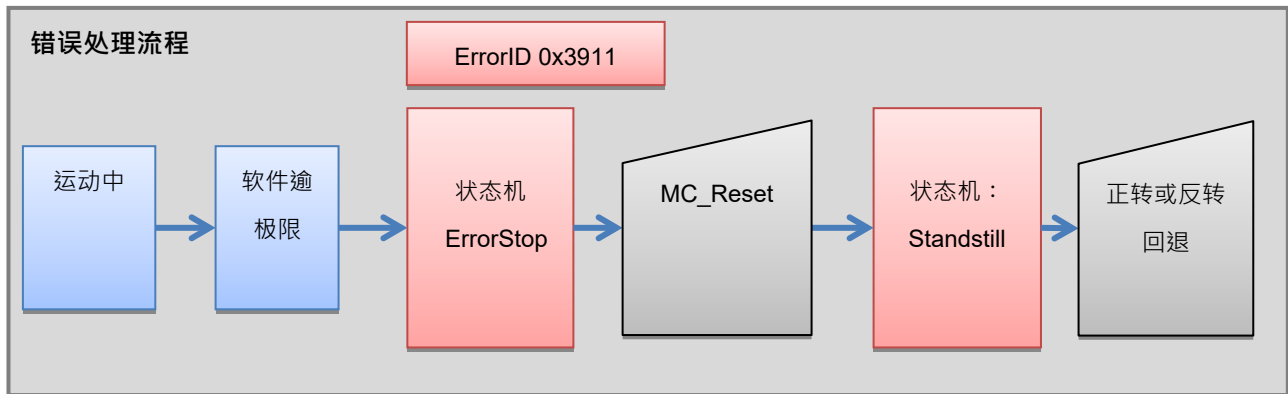 错误处理流程
ErrorID 0x3911
运动中
软件逾
极限
状态机
ErrorStop
MC_Reset
状态机：
Standstill
正转或反转
回退